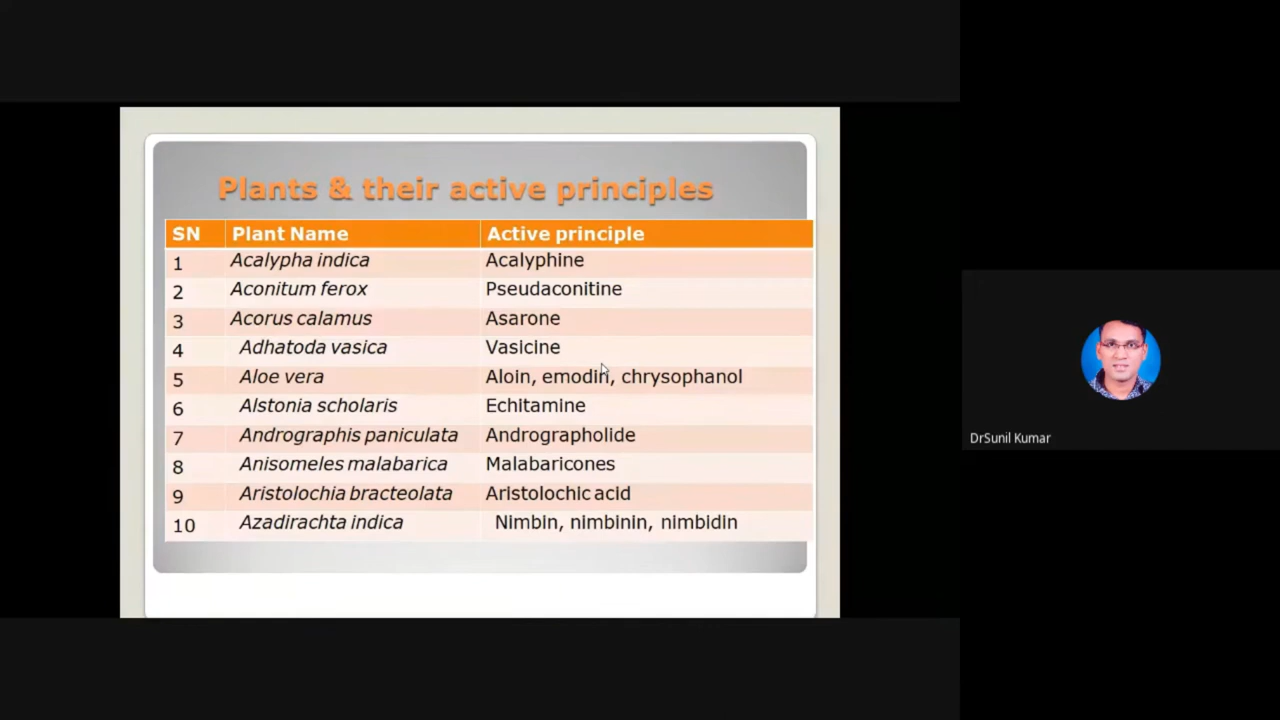 Plants & their active principles
SN Plant Name Active principle
1 Acalypha indica Acalyphine
2 Aconitum ferox Pseudaconitine
3 Acorus calamus Asarone
4 Adhatoda vasica Vasicine
5 Aloe vera Aloin, emodin, chrysophanol
6 Alstonia scholaris Echitamine
7 Andrographis paniculata Andrographolide
8 Anisomeles malabarica Malabaricones
9 Aristolochia bracteolata Aristolochic acid
10 Azadirachta indica Nimbin, nimbinin, nimbidin
DrSunil Kumar